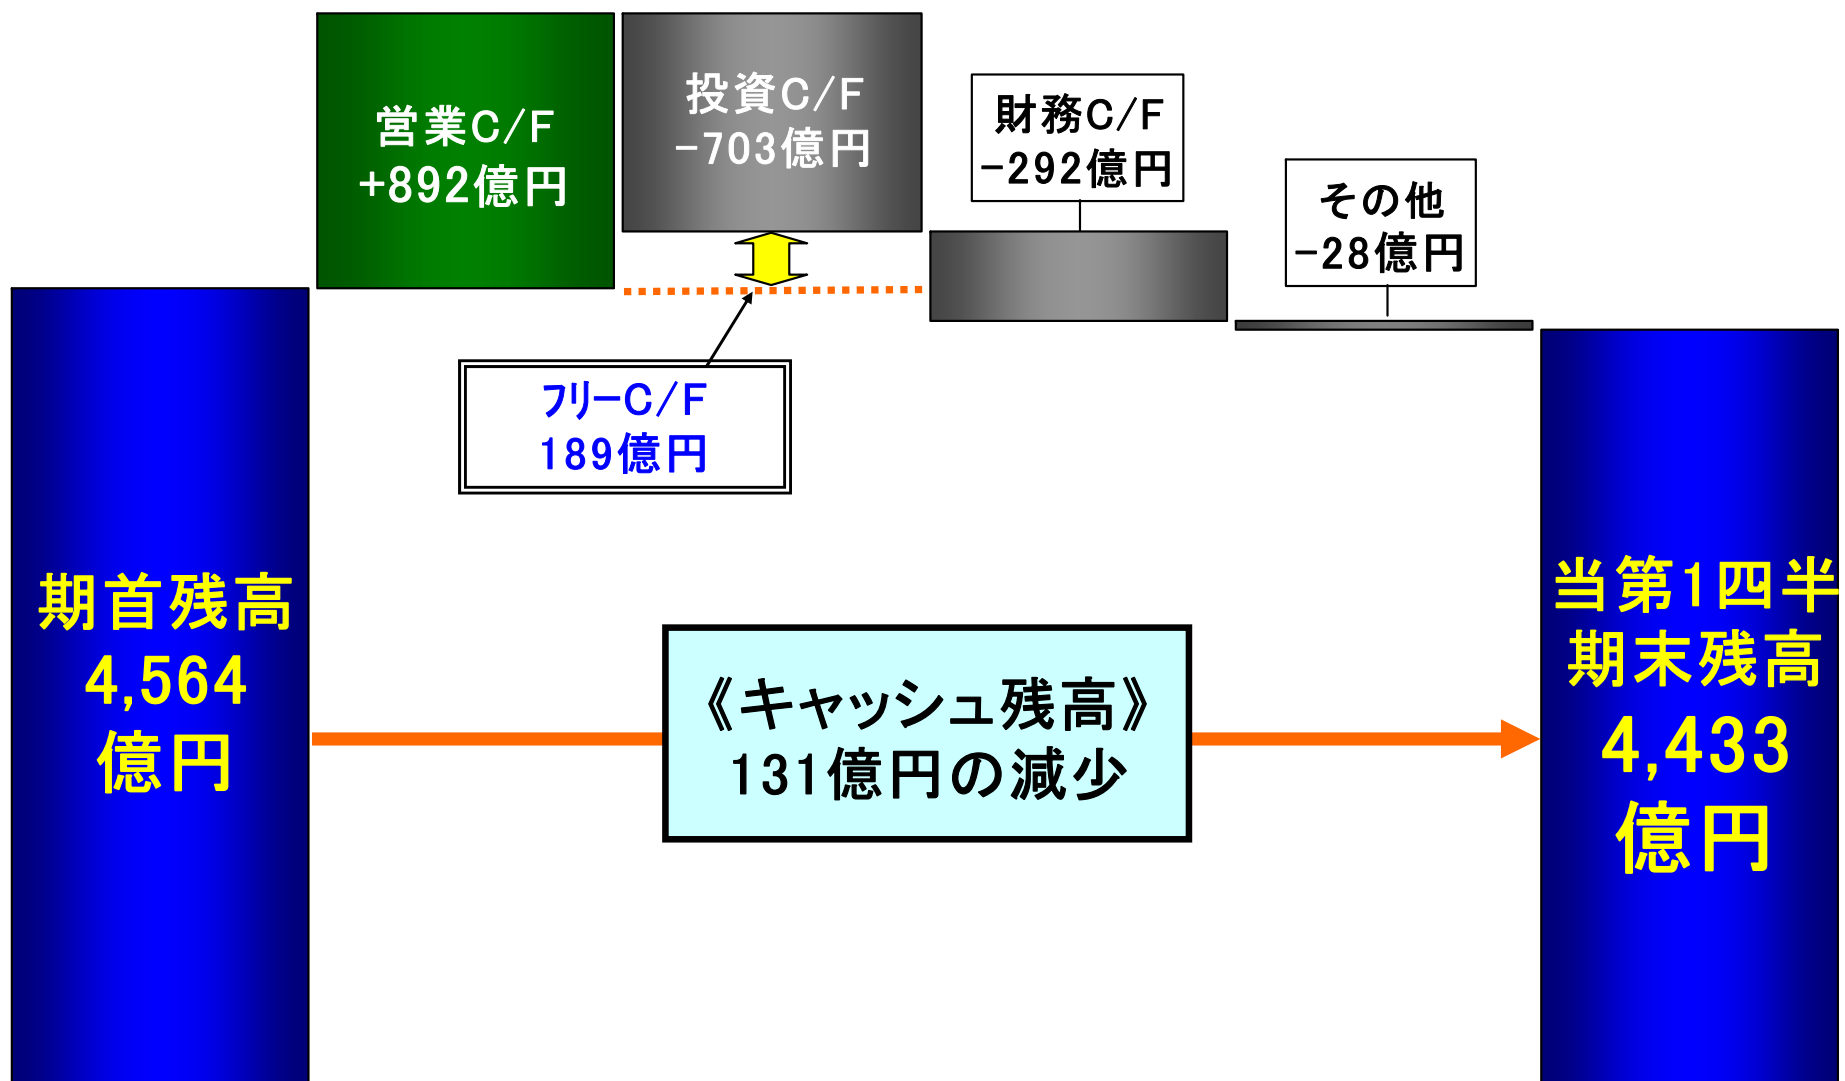 営業C/F
+892億円
投資C/F
-703億円
財務C/F
-292億円
その他
-28億円
フリーC/F
189億円
期首残高
4,564
億円
《キャッシュ残高》
131億円の減少
当第1四半
期末残高
4,433
億円